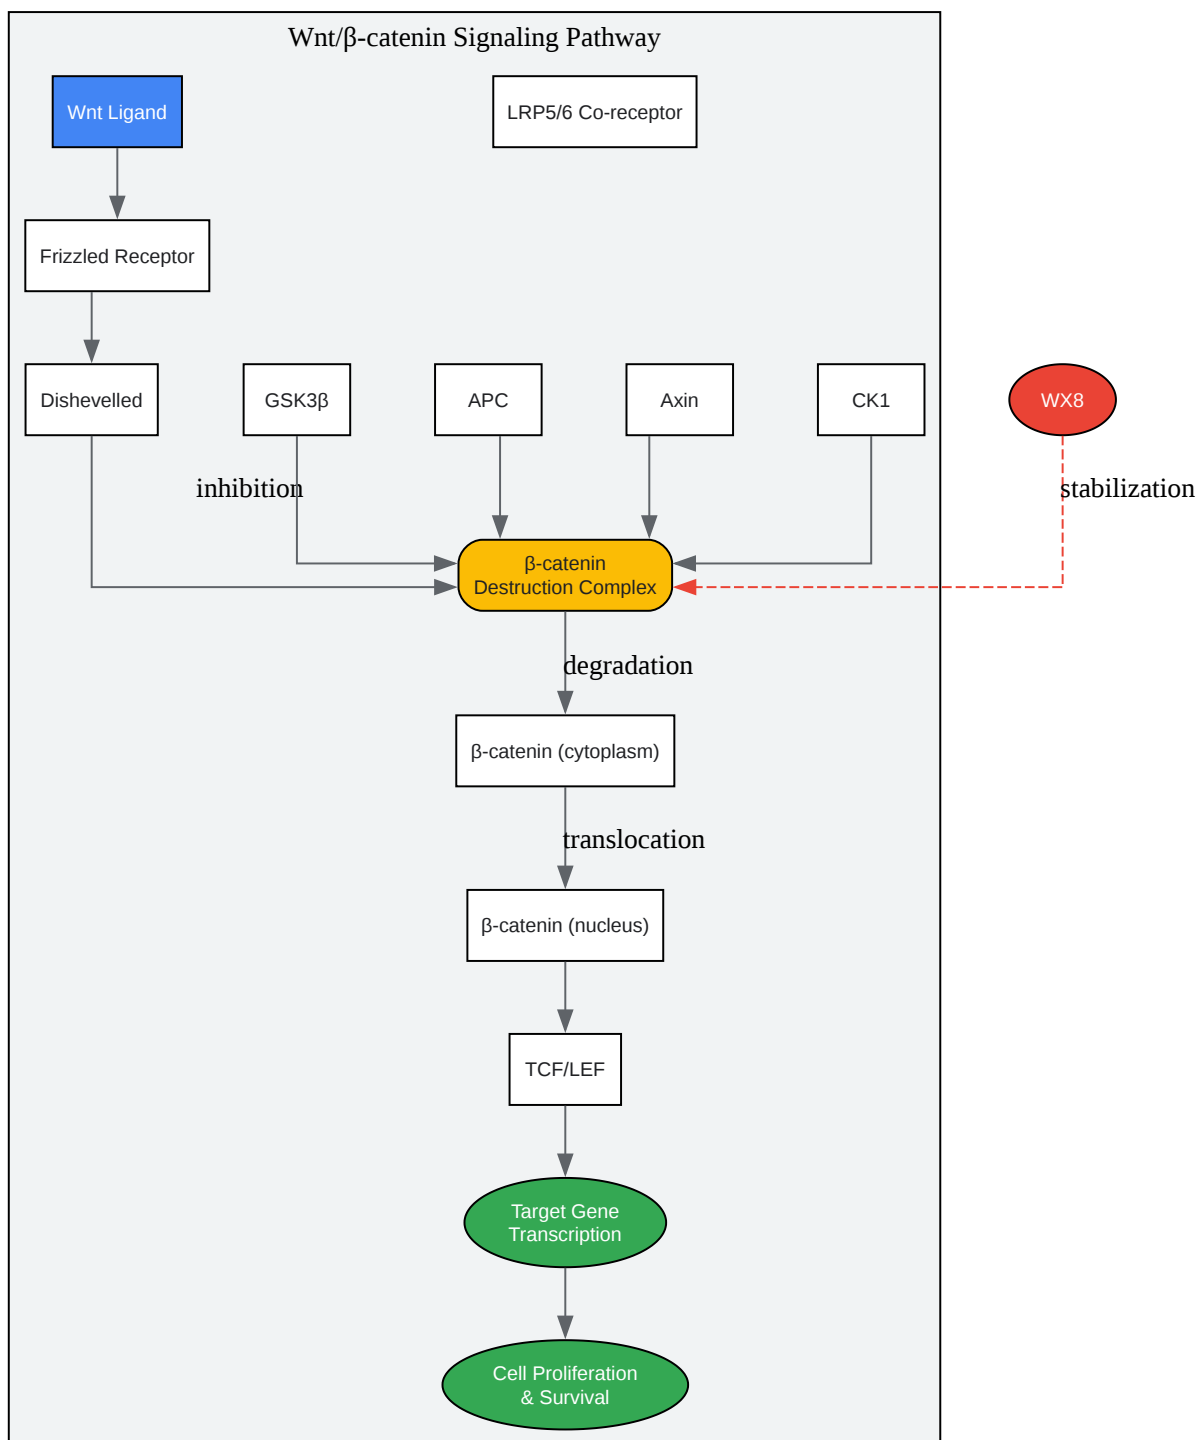 Wnt/β-catenin Signaling Pathway
Wnt Ligand
LRP5/6 Co-receptor
Frizzled Receptor
Dishevelled
GSK3β
APC
Axin
CK1
WX8
inhibition
stabilization
β-catenin
Destruction Complex
degradation
β-catenin (cytoplasm)
translocation
β-catenin (nucleus)
TCF/LEF
Target Gene
Transcription
Cell Proliferation
& Survival